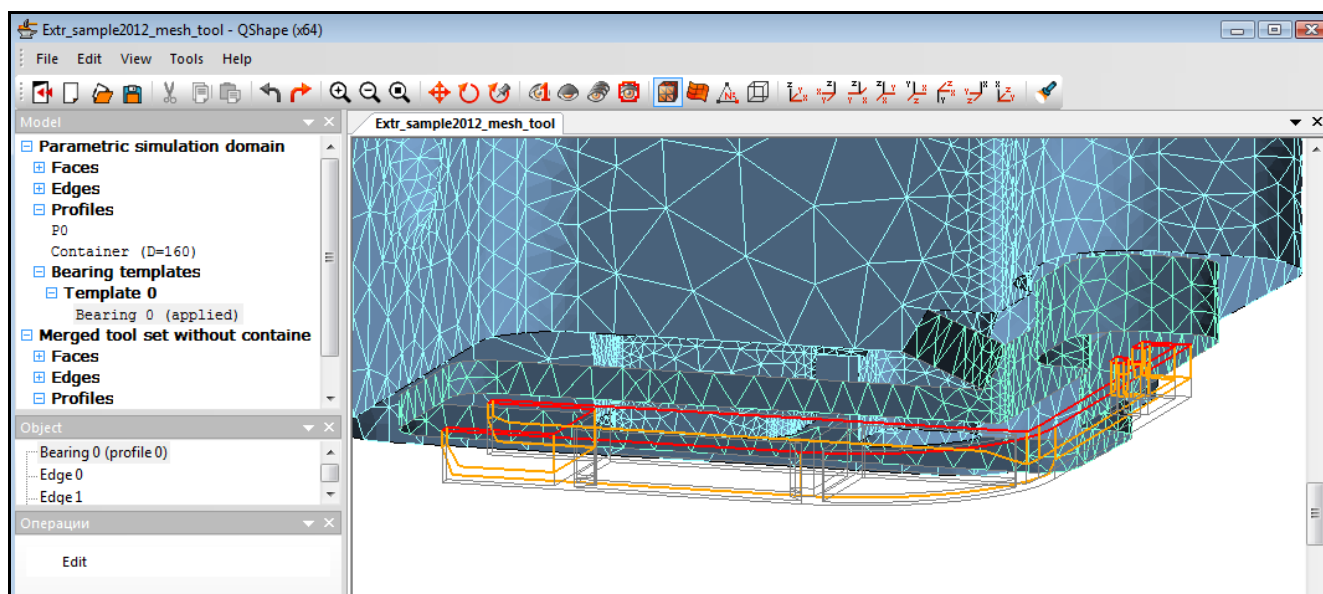 Extr_sample2012_mesh_tool - QShape (x64)
File Edit View Tools Help
Model
Extr_sample2012_mesh_tool
Parametric simulation domain
Faces
Edges
Profiles
P0
Container (D=160)
Bearing templates
Template 0
Bearing 0 (applied)
Merged tool set without containe
Faces
Edges
Profiles
Object
Bearing 0 (profile 0)
Edge 0
Edge 1
Операции
Edit